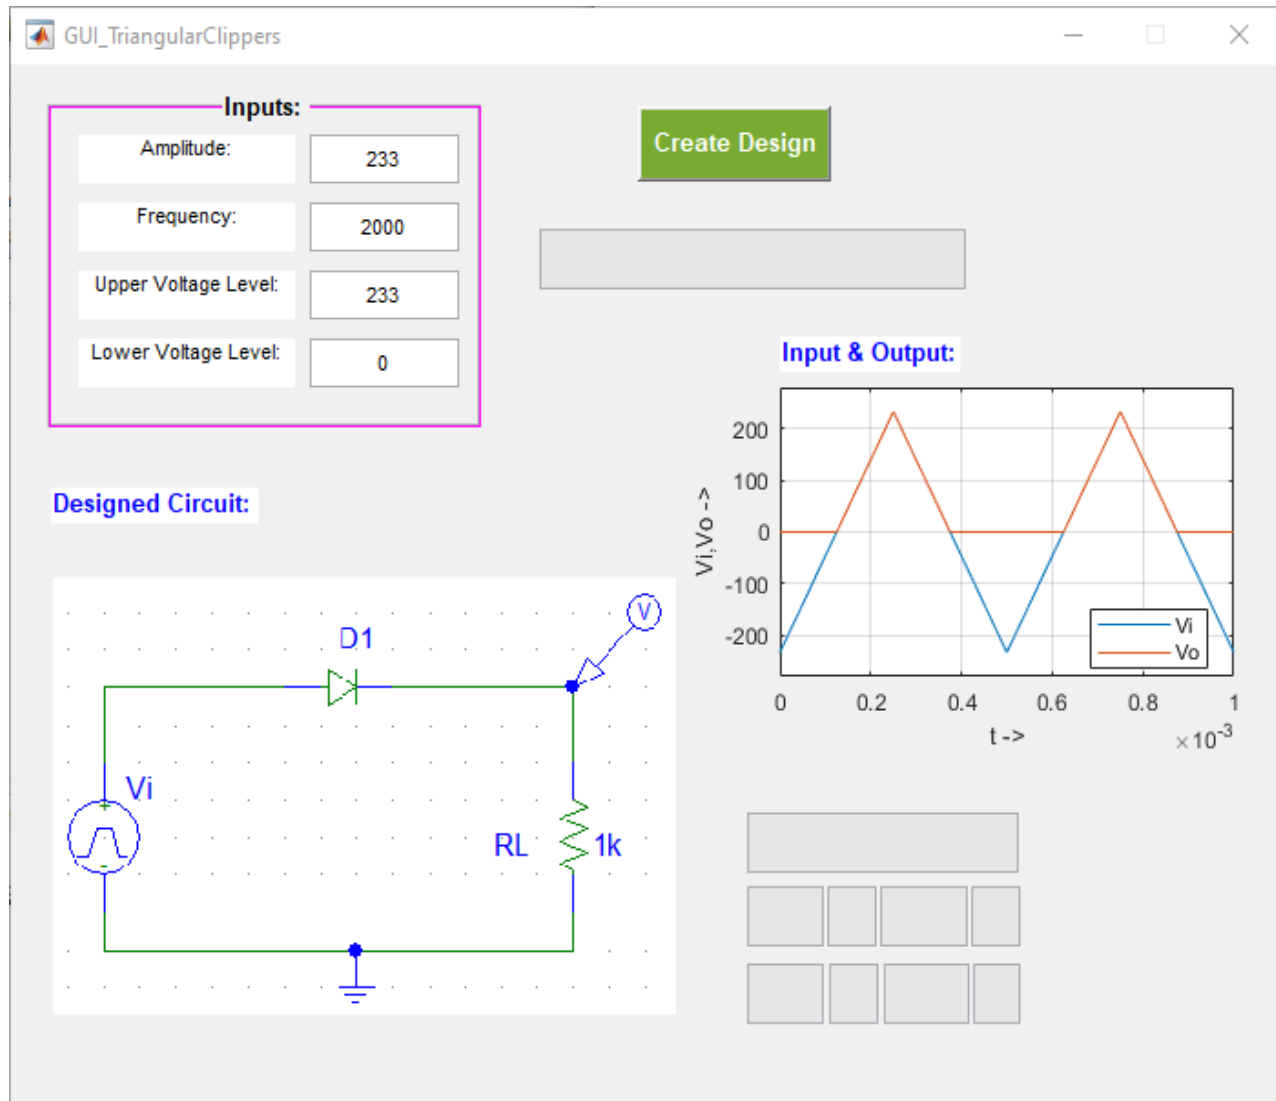 GUI_TriangularClippers
Inputs:
Amplitude:
233
Frequency:
2000
Upper Voltage Level:
233
Lower Voltage Level:
0
Create Design
Input & Output:
Vi,Vo ->
200
100
0
-100
-200
Vi
Vo
0 0.2 0.4 0.6 0.8 1
t ->
×10-3
Designed Circuit:
V
D1
Vi
+
-
RL 1k